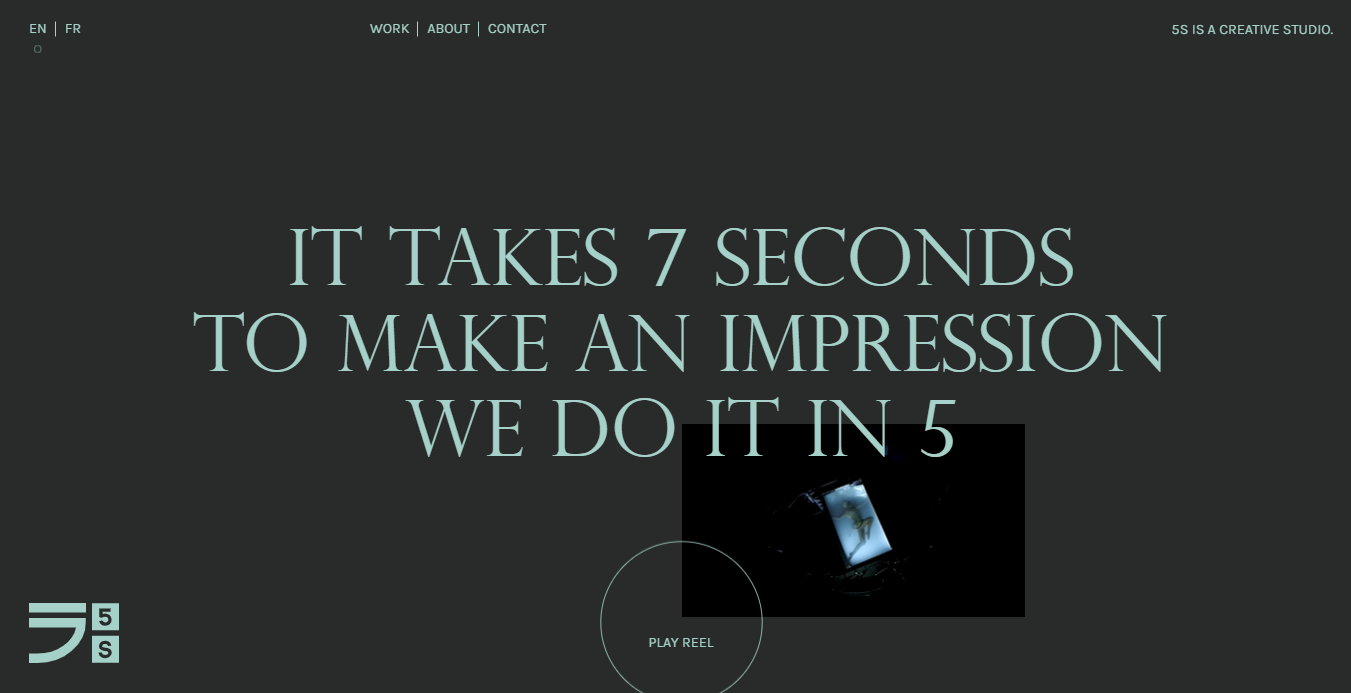 EN | FR
WORK | ABOUT | CONTACT
5S IS A CREATIVE STUDIO.
IT TAKES 7 SECONDS
TO MAKE AN IMPRESSION
WE DO IT IN 5
PLAY REEL
ラ
5
S